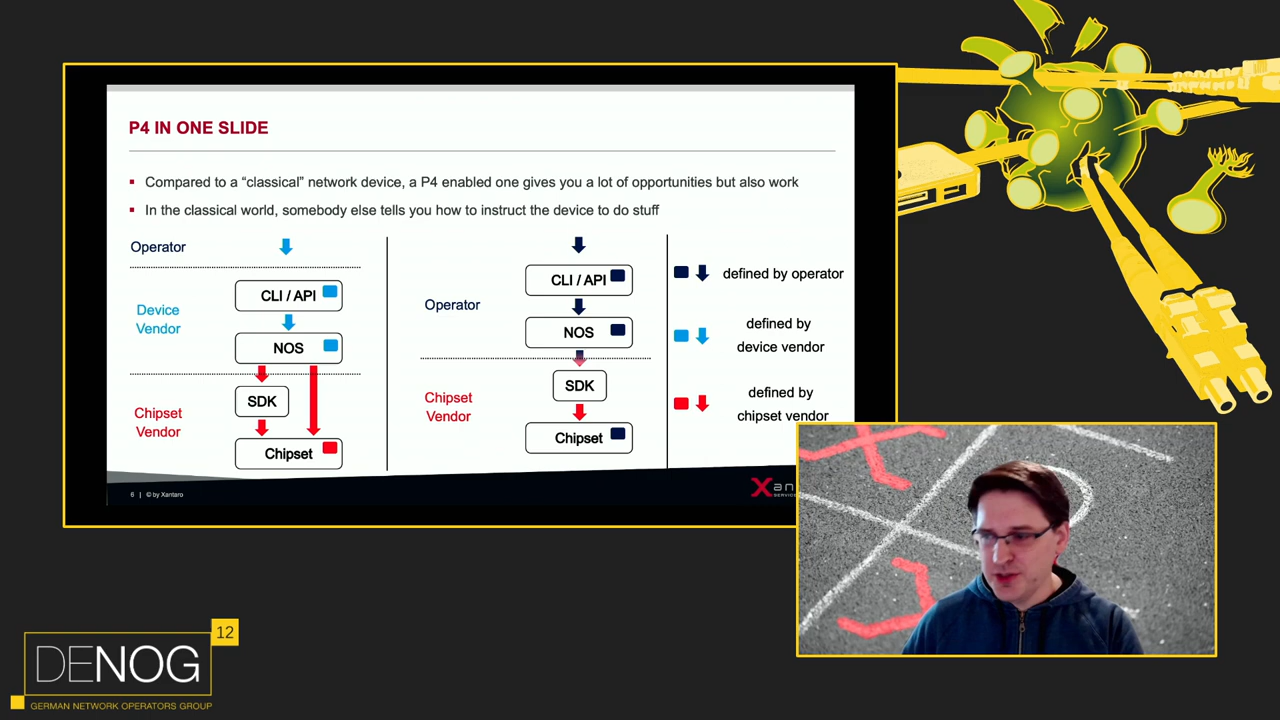 P4 IN ONE SLIDE
Compared to a “classical” network device, a P4 enabled one gives you a lot of opportunities but also work
In the classical world, somebody else tells you how to instruct the device to do stuff
Operator
Device
Vendor
Chipset
Vendor
CLI / API
NOS
SDK
Chipset
Operator
Chipset
Vendor
CLI / API
NOS
SDK
Chipset
defined by operator
defined by
device vendor
defined by
chipset vendor
6 | © by Xantaro
DENOG
12
GERMAN NETWORK OPERATORS GROUP